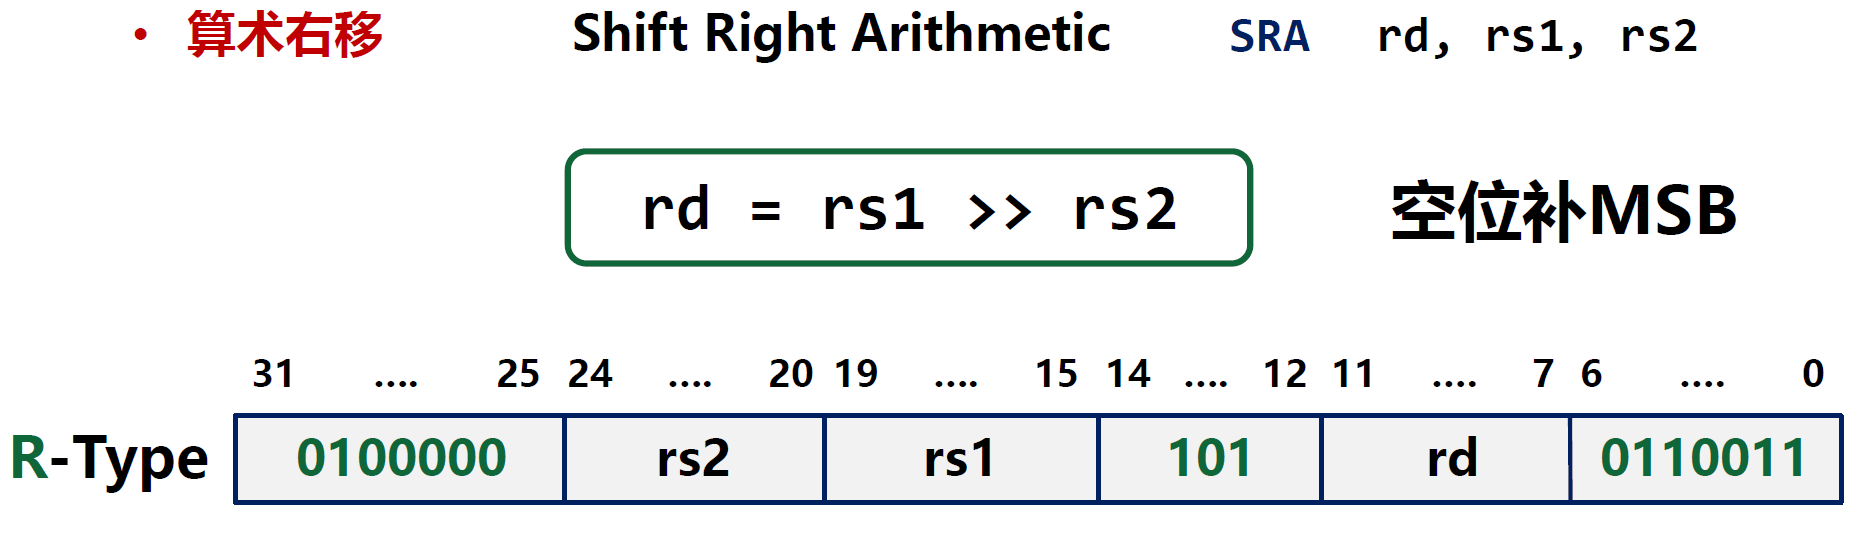 • 算术右移 Shift Right Arithmetic SRA rd, rs1, rs2
rd = rs1 >> rs2 空位补MSB
31 .... 25 24 .... 20 19 .... 15 14 .... 12 11 .... 7 6 .... 0
R-Type 0100000 rs2 rs1 101 rd 0110011